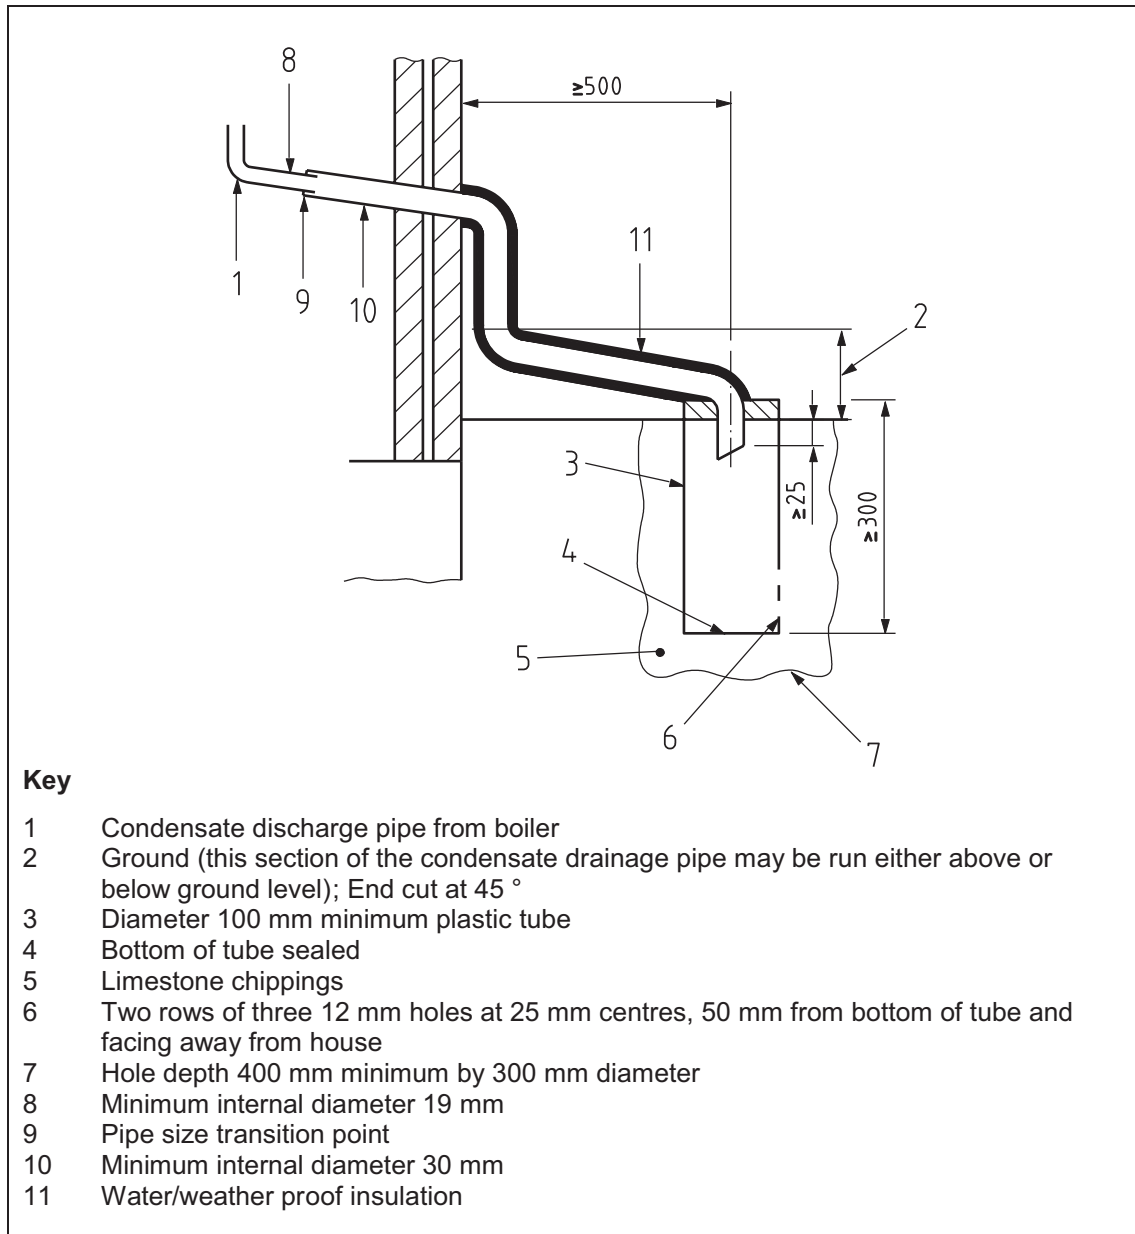 8
≥500
11
2
1
9
10
3
≥25
≥300
4
5
6
7
Key
1 Condensate discharge pipe from boiler
2 Ground (this section of the condensate drainage pipe may be run either above or
below ground level); End cut at 45 °
3 Diameter 100 mm minimum plastic tube
4 Bottom of tube sealed
5 Limestone chippings
6 Two rows of three 12 mm holes at 25 mm centres, 50 mm from bottom of tube and
facing away from house
7 Hole depth 400 mm minimum by 300 mm diameter
8 Minimum internal diameter 19 mm
9 Pipe size transition point
10 Minimum internal diameter 30 mm
11 Water/weather proof insulation